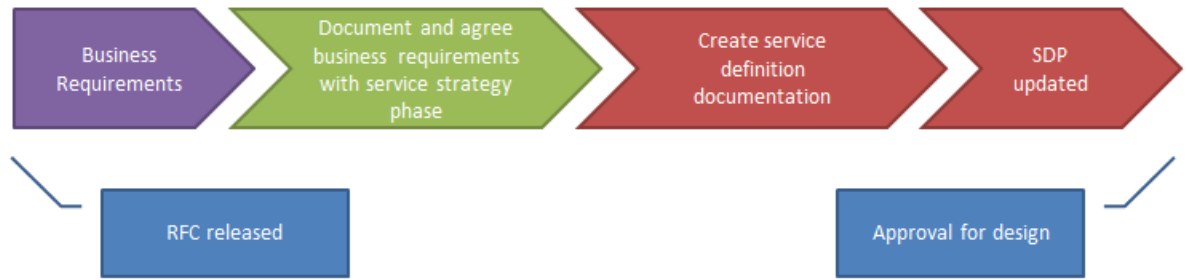 Business
Requirements
Document and agree
business requirements
with service strategy
phase
Create service
definition
documentation
SDP
updated
RFC released
Approval for design